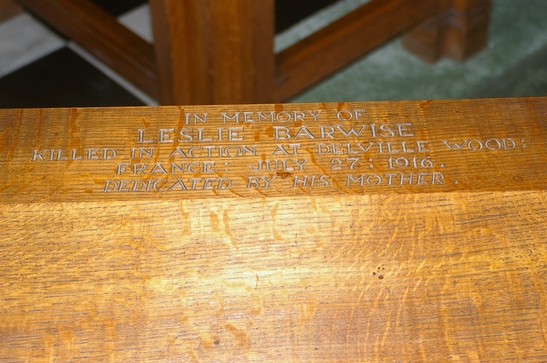 IN MEMORY OF
LESLIE BARWISE
KILLED IN ACTION AT DELVILLE WOOD:
FRANCE: JULY 27: 1916.
DEDICATED BY HIS MOTHER.